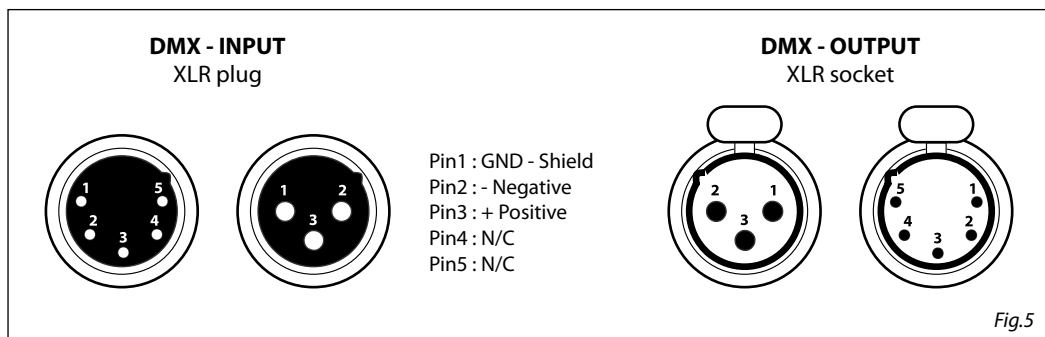 DMX - INPUT
XLR plug
1 5
2 4
3
1 2
3
Pin1 : GND - Shield
Pin2 : - Negative
Pin3 : + Positive
Pin4 : N/C
Pin5 : N/C
DMX - OUTPUT
XLR socket
2 1
3
5 1
4 2
3
Fig.5